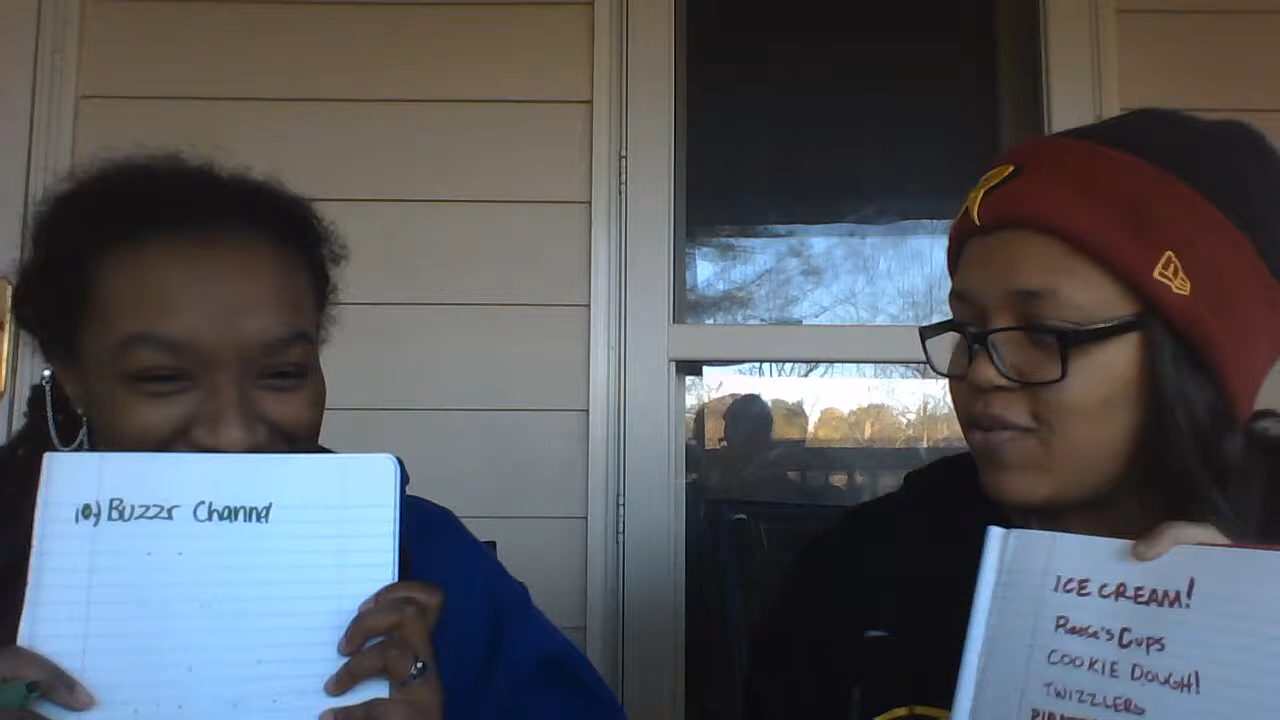 10) Buzzr Channel
ICE CREAM!
Reese's Cups
COOKIE DOUGH!
TWIZZLERS